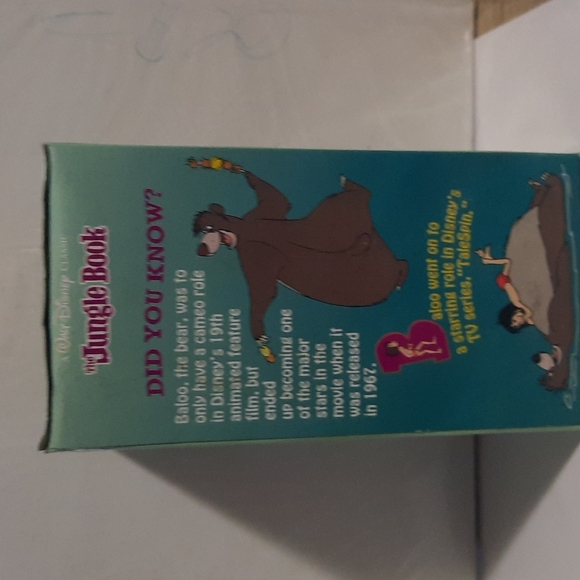 A WALT DISNEY CLASSIC
The Jungle Book
DID YOU KNOW?
Baloo, the bear, was to
only have a cameo role
in Disney's 19th
animated feature
film, but
ended
up becoming one
of the major
stars in the
movie when it
was released
in 1967.
Baloo went on to
a starring role in Disney's
TV series, "TaleSpin."